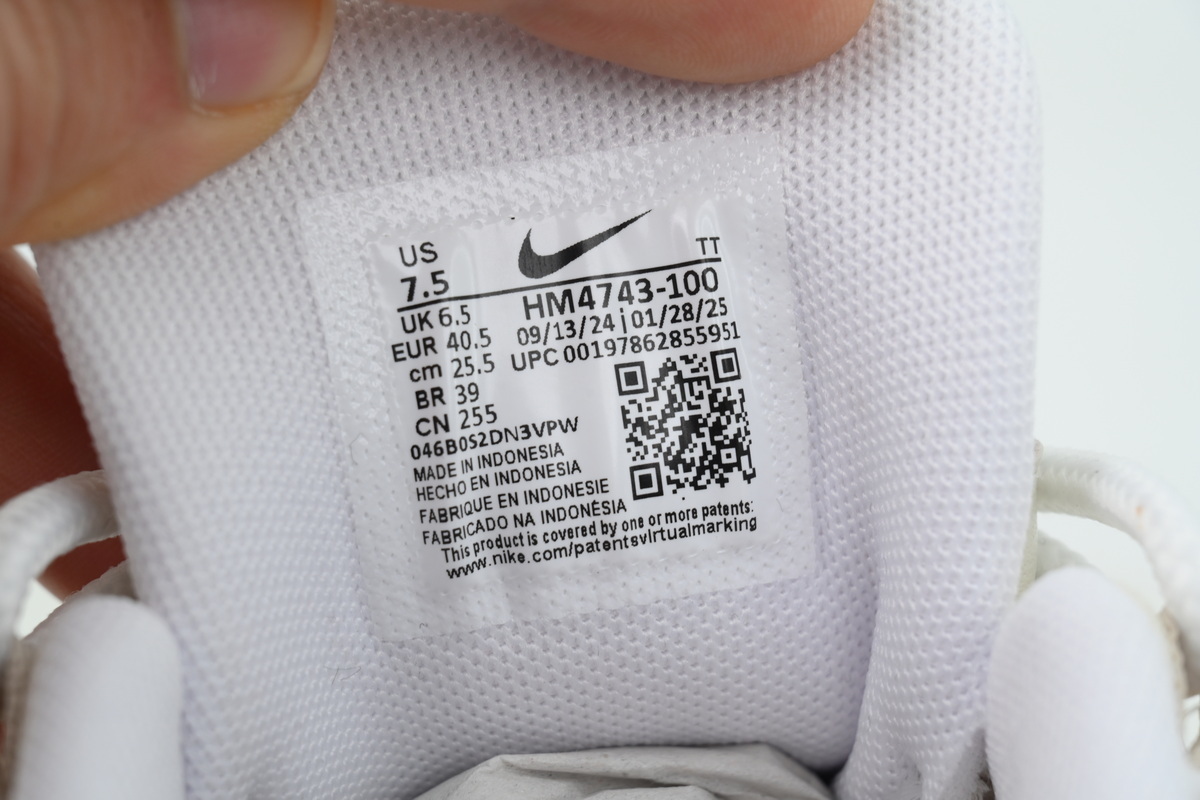 US
7.5
TT
HM4743-100
UK 6.5
09/13/24 | 01/28/25
EUR 40.5
UPC 00197862855951
cm 25.5
BR 39
CN 255
046B0S2DN3VPW
MADE IN INDONESIA
HECHO EN INDONESIA
FABRIQUE EN INDONESIE
FABRICADO NA INDONÉSIA
This product is covered by one or more patents:
www.nike.com/patentsvirtualmarking